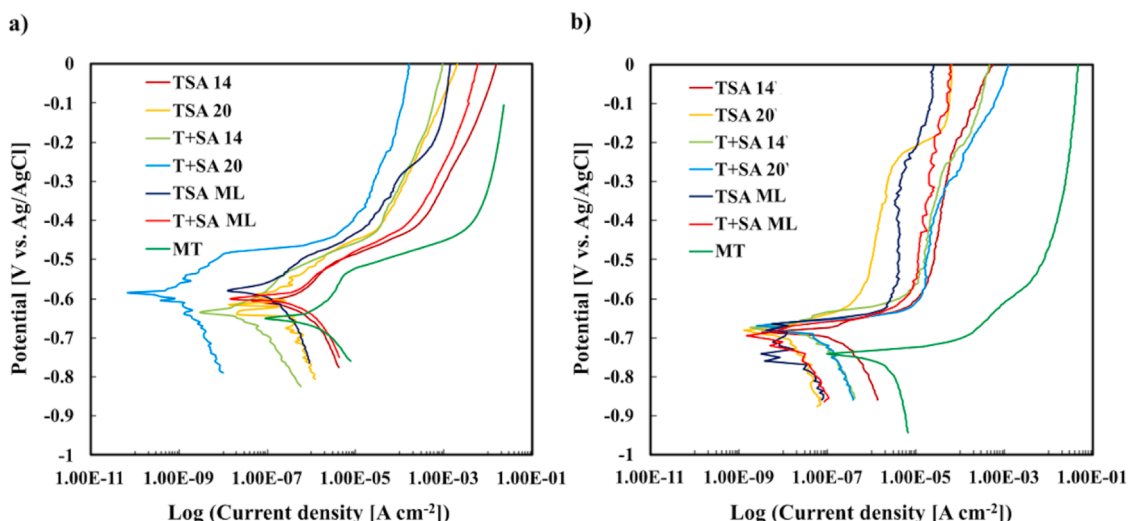 a)
TSA 14
TSA 20
T+SA 14
T+SA 20
TSA ML
T+SA ML
MT
0
-0.1
-0.2
-0.3
-0.4
-0.5
-0.6
-0.7
-0.8
-0.9
-1
Potential [V vs. Ag/AgCl]
1.00E-11 1.00E-09 1.00E-07 1.00E-05 1.00E-03 1.00E-01
Log (Current density [A cm-2])
b)
TSA 14`
TSA 20`
T+SA 14`
T+SA 20`
TSA ML
T+SA ML
MT
0
-0.1
-0.2
-0.3
-0.4
-0.5
-0.6
-0.7
-0.8
-0.9
-1
Potential [V vs. Ag/AgCl]
1.00E-11 1.00E-09 1.00E-07 1.00E-05 1.00E-03 1.00E-01
Log (Current density [A cm-2])